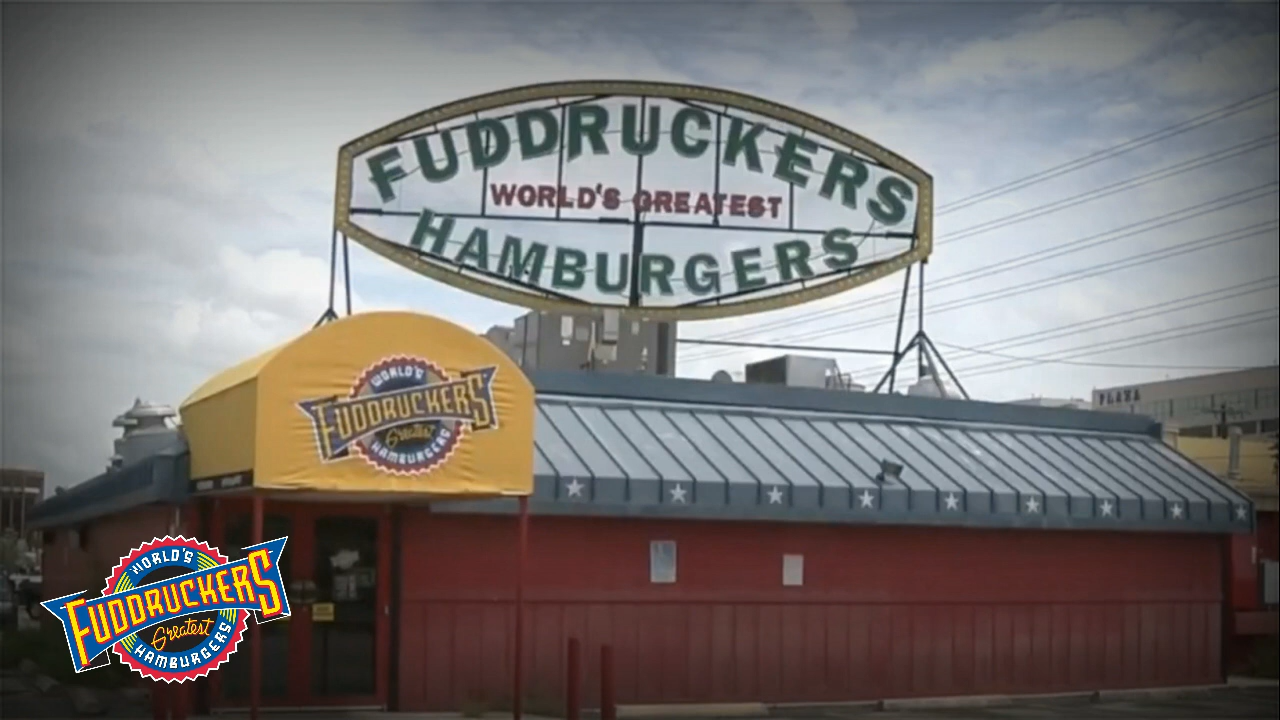 FUDDRUCKERS
WORLD'S GREATEST
HAMBURGERS
PLAZA
WORLD'S
FUDDRUCKERS
Greatest
HAMBURGERS
WORLD'S
FUDDRUCKERS
Greatest
HAMBURGERS